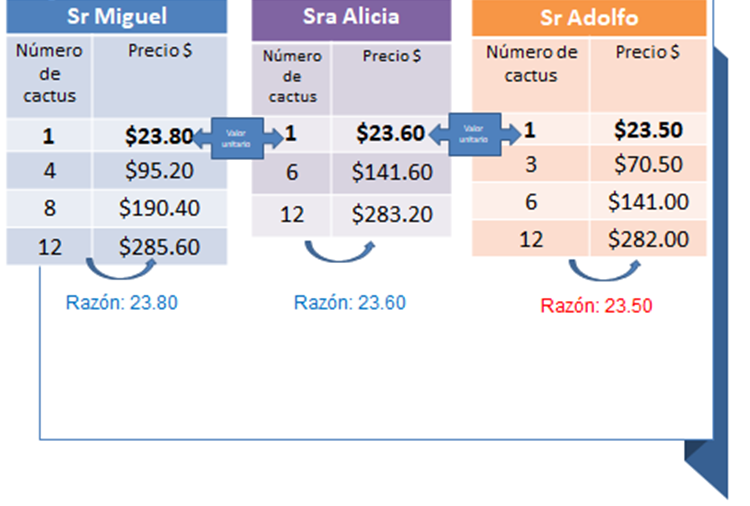 Sr Miguel
Número de cactus
Precio $
1 $23.80
4 $95.20
8 $190.40
12 $285.60
Razón: 23.80
Valor unitario
Sra Alicia
Número de cactus
Precio $
1 $23.60
6 $141.60
12 $283.20
Razón: 23.60
Valor unitario
Sr Adolfo
Número de cactus
Precio $
1 $23.50
3 $70.50
6 $141.00
12 $282.00
Razón: 23.50